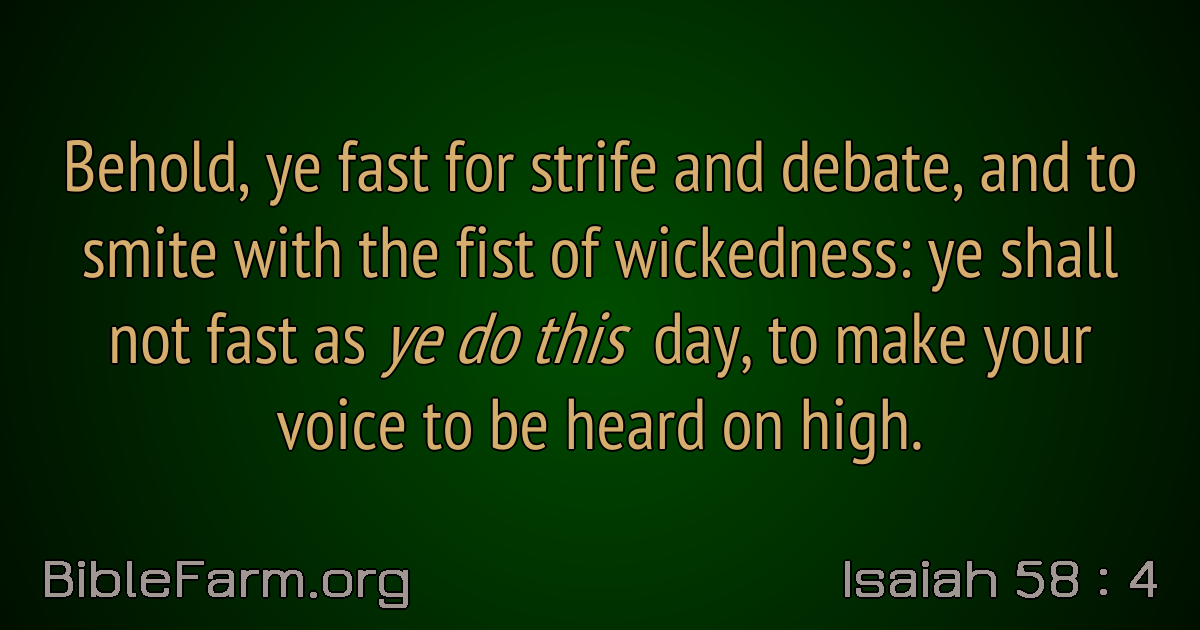 Behold, ye fast for strife and debate, and to
smite with the fist of wickedness: ye shall
not fast as ye do this day, to make your
voice to be heard on high.
BibleFarm.org
Isaiah 58 : 4